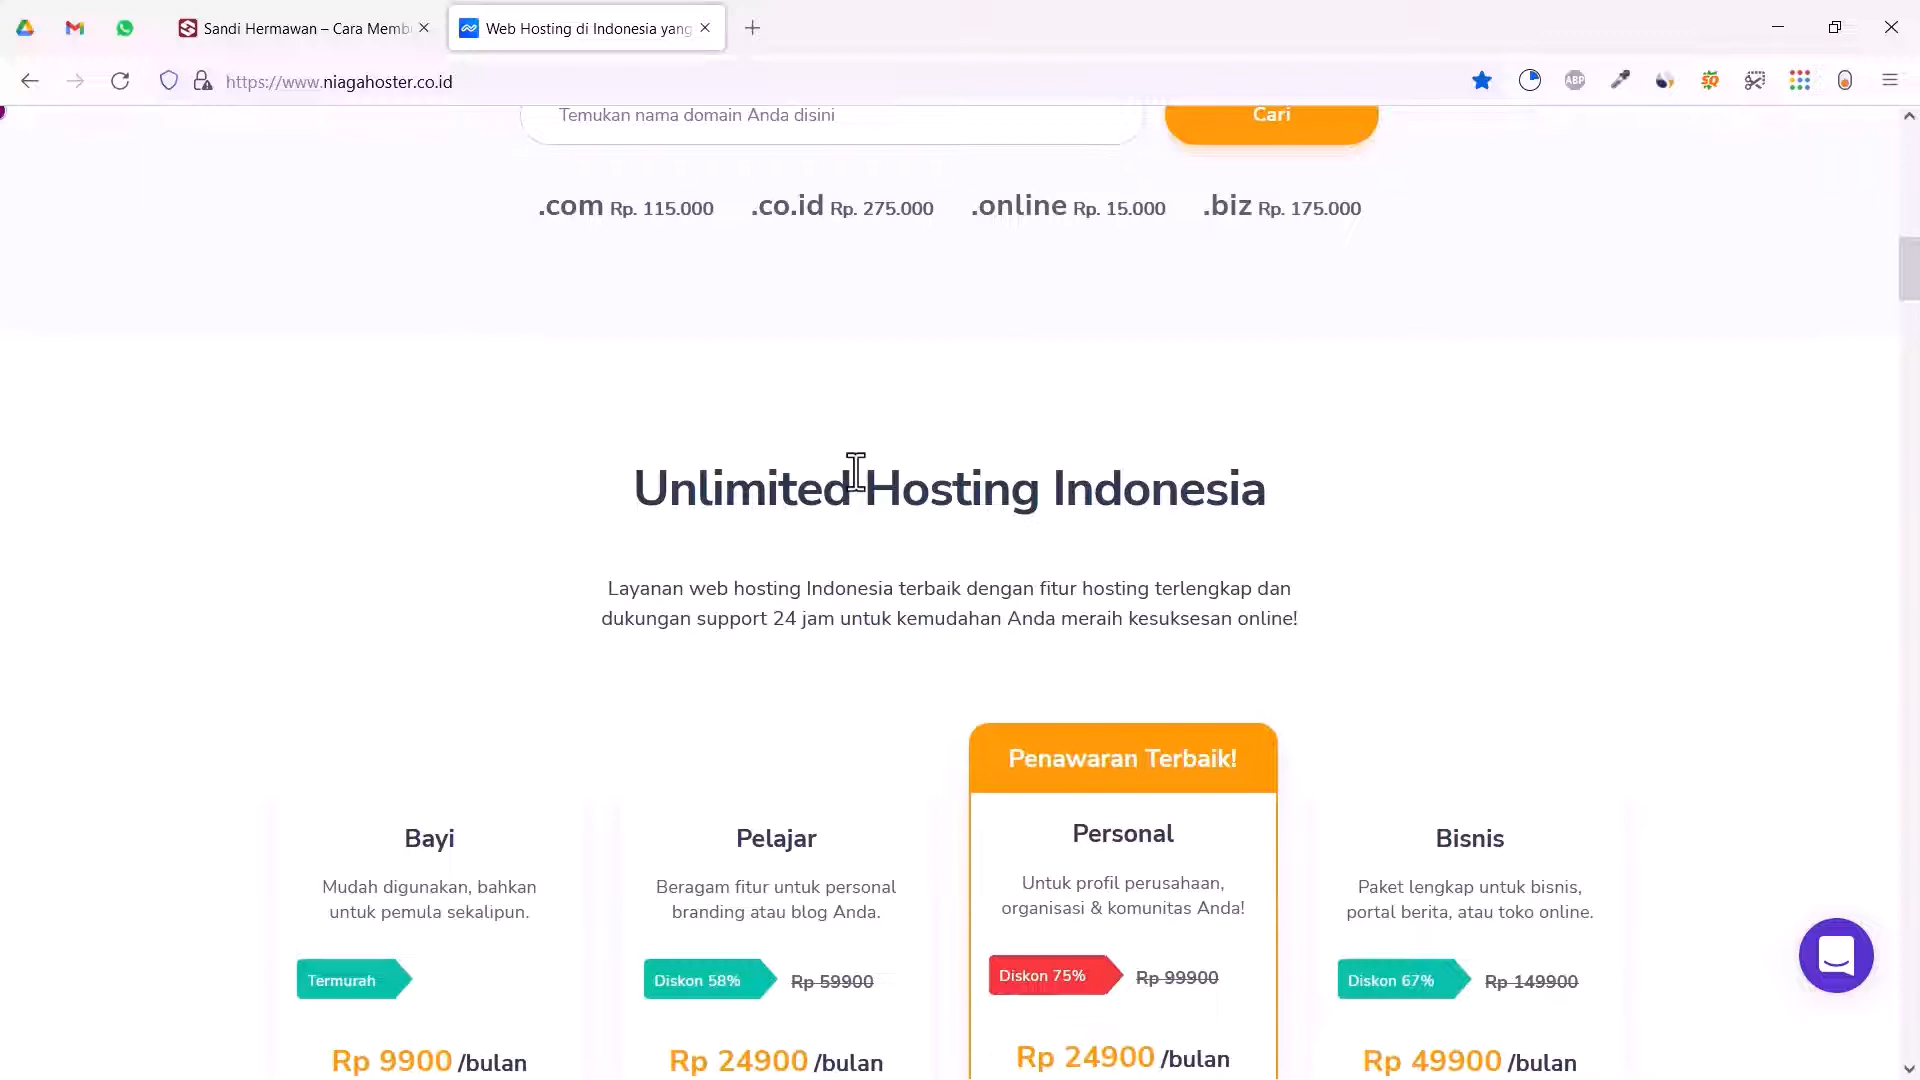 Sandi Hermawan – Cara Memb
Web Hosting di Indonesia yang
https://www.niagahoster.co.id
ABP
SQ
Temukan nama domain Anda disini
Cari
.com Rp. 115.000
.co.id Rp. 275.000
.online Rp. 15.000
.biz Rp. 175.000
Unlimited Hosting Indonesia
Layanan web hosting Indonesia terbaik dengan fitur hosting terlengkap dan
dukungan support 24 jam untuk kemudahan Anda meraih kesuksesan online!
Penawaran Terbaik!
Bayi
Mudah digunakan, bahkan
untuk pemula sekalipun.
Termurah
Rp 9900 /bulan
Pelajar
Beragam fitur untuk personal
branding atau blog Anda.
Diskon 58%
Rp 59900
Rp 24900 /bulan
Personal
Untuk profil perusahaan,
organisasi & komunitas Anda!
Diskon 75%
Rp 99900
Rp 24900 /bulan
Bisnis
Paket lengkap untuk bisnis,
portal berita, atau toko online.
Diskon 67%
Rp 149900
Rp 49900 /bulan